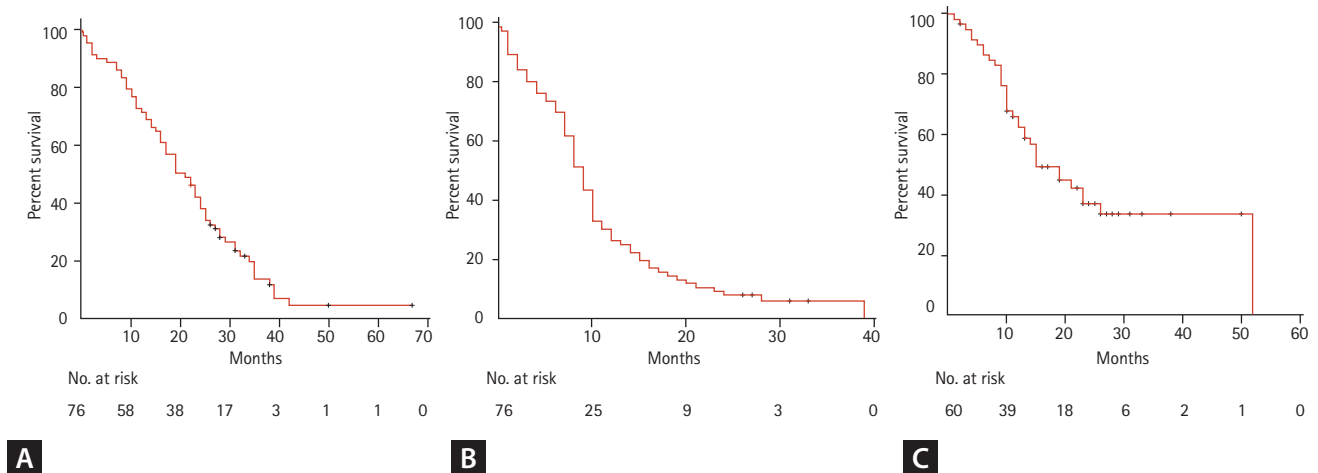 100
80
60
40
20
0
Percent survival
10 20 30 40 50 60 70
Months
No. at risk
76 58 38 17 3 1 1 0
A
100
80
60
40
20
0
Percent survival
10 20 30 40
Months
No. at risk
76 25 9 3 0
B
100
80
60
40
20
0
Percent survival
10 20 30 40 50 60
Months
No. at risk
60 39 18 6 2 1 0
C